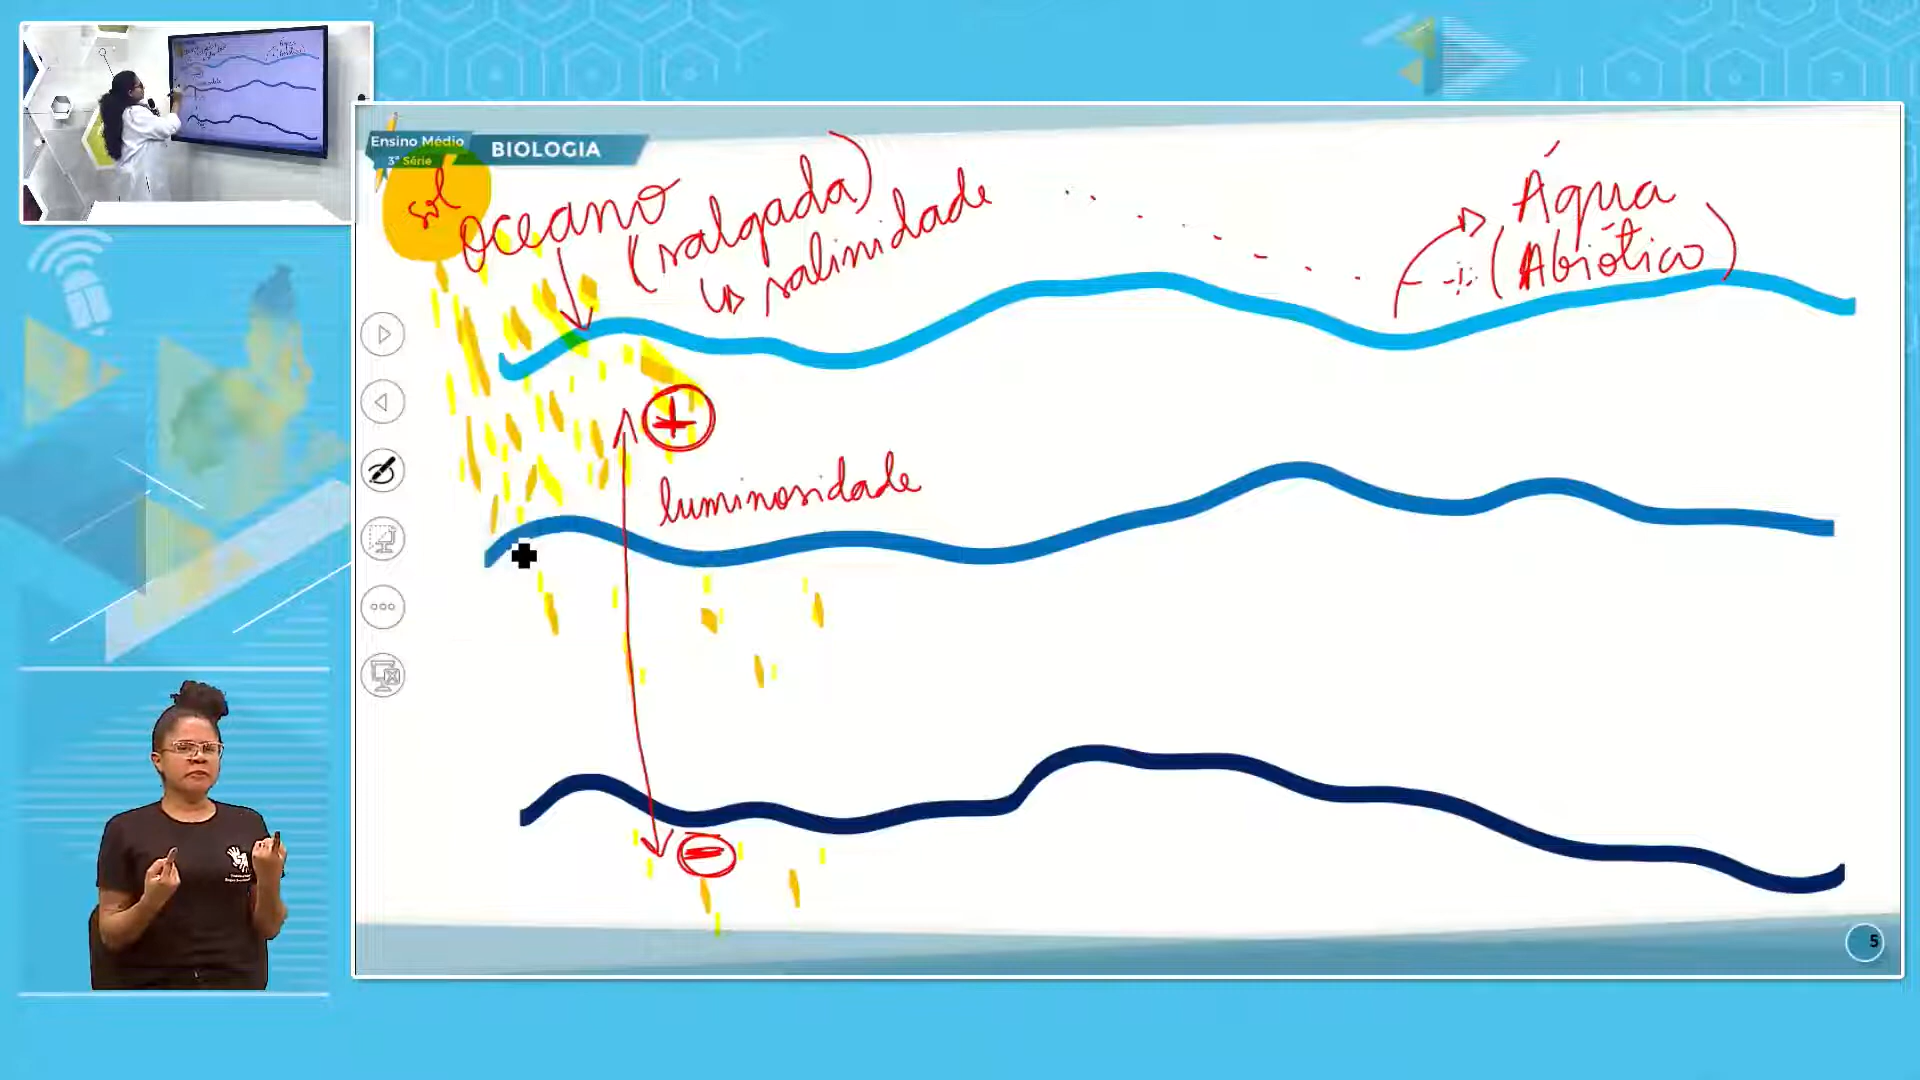 Ensino Médio
3ª Série
BIOLOGIA
sol
oceano
(salgada)
↳ salinidade
Água
(Abiótico)
+
luminosidade
-
5